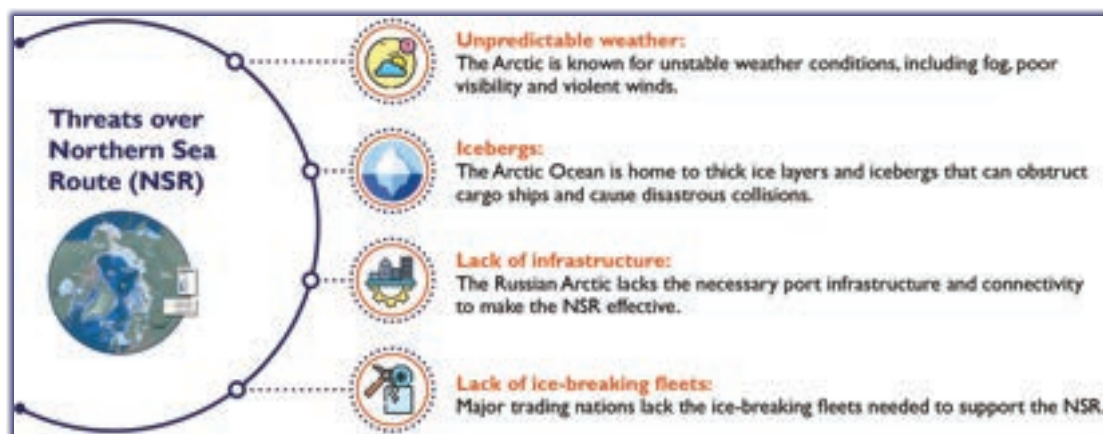 Threats over
Northern Sea
Route (NSR)
Unpredictable weather:
The Arctic is known for unstable weather conditions, including fog, poor
visibility and violent winds.
Icebergs:
The Arctic Ocean is home to thick ice layers and icebergs that can obstruct
cargo ships and cause disastrous collisions.
Lack of infrastructure:
The Russian Arctic lacks the necessary port infrastructure and connectivity
to make the NSR effective.
Lack of ice-breaking fleets:
Major trading nations lack the ice-breaking fleets needed to support the NSR.